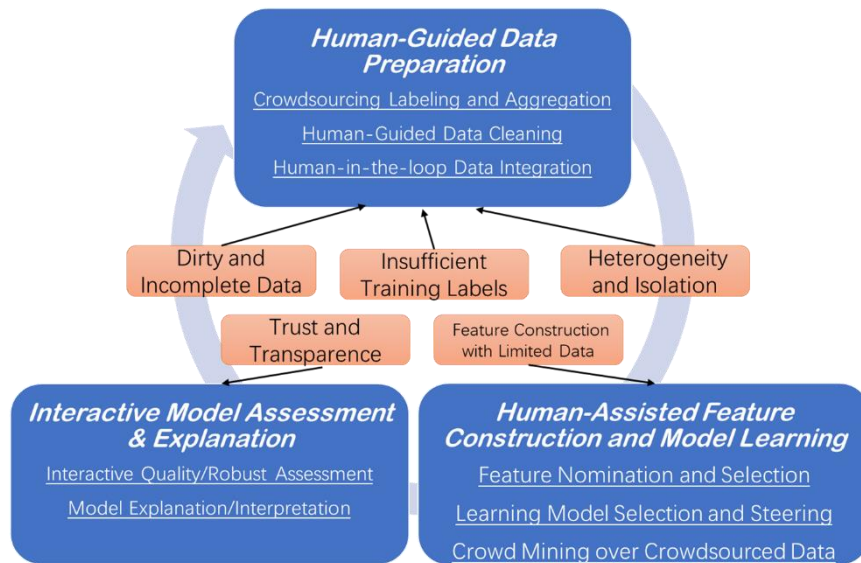 Human-Guided Data
Preparation
Crowdsourcing Labeling and Aggregation
Human-Guided Data Cleaning
Human-in-the-loop Data Integration
Dirty and
Incomplete Data
Insufficient
Training Labels
Heterogeneity
and Isolation
Trust and
Transparence
Feature Construction
with Limited Data
Interactive Model Assessment
& Explanation
Interactive Quality/Robust Assessment
Model Explanation/Interpretation
Human-Assisted Feature
Construction and Model Learning
Feature Nomination and Selection
Learning Model Selection and Steering
Crowd Mining over Crowdsourced Data